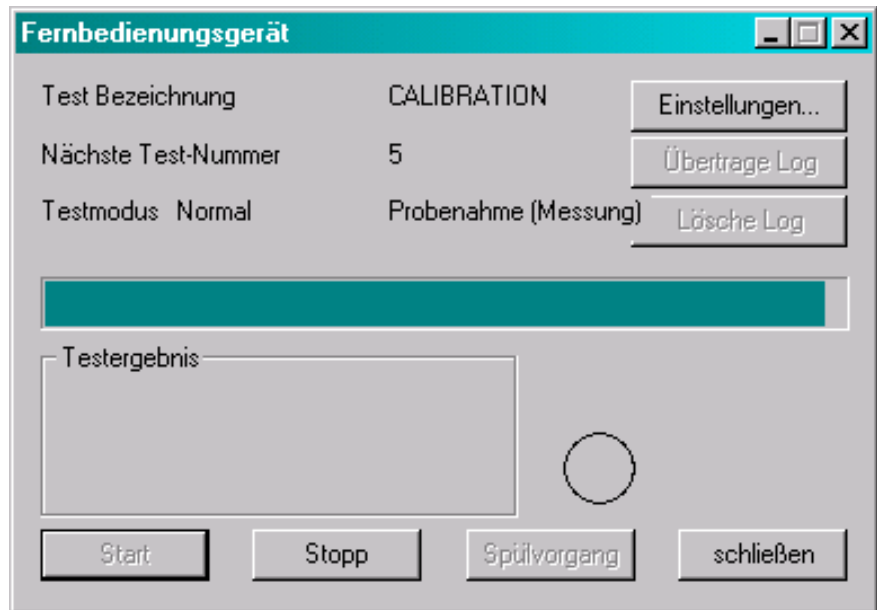 Fernbedienungsgerät
Test Bezeichnung CALIBRATION Einstellungen...
Nächste Test-Nummer 5 Übertrage Log
Testmodus Normal Probenahme (Messung) Lösche Log
Testergebnis
Start Stopp Spülvorgang schließen